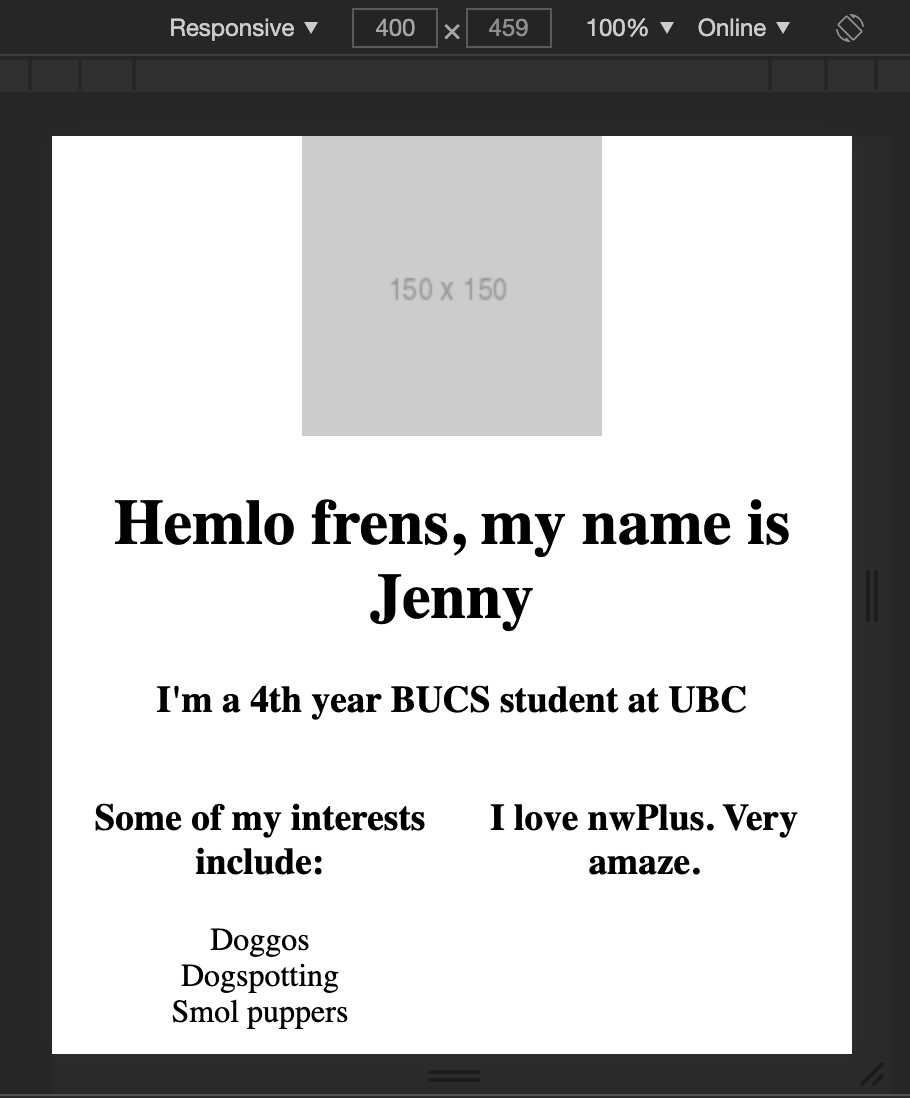 Responsive ▼ 400 × 459 100% ▼ Online ▼
150 x 150
Hemlo frens, my name is
Jenny
I'm a 4th year BUCS student at UBC
Some of my interests
include:
I love nwPlus. Very
amaze.
Doggos
Dogspotting
Smol puppers